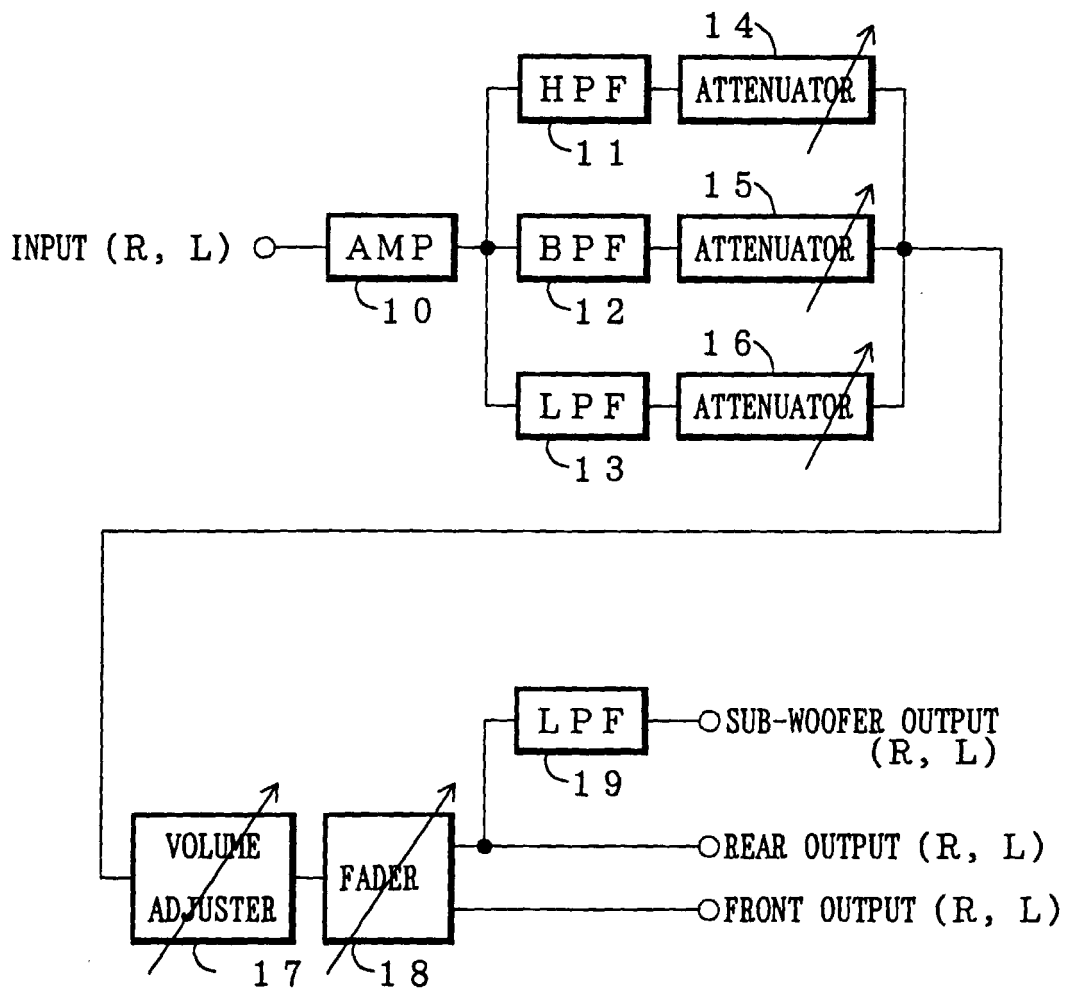 14
HPF
ATTENUATOR
11
15
INPUT (R, L)
AMP
BPF
ATTENUATOR
10
12
16
LPF
ATTENUATOR
13
LPF
SUB-WOOFER OUTPUT
(R, L)
19
VOLUME
ADJUSTER
FADER
REAR OUTPUT (R, L)
FRONT OUTPUT (R, L)
17
18